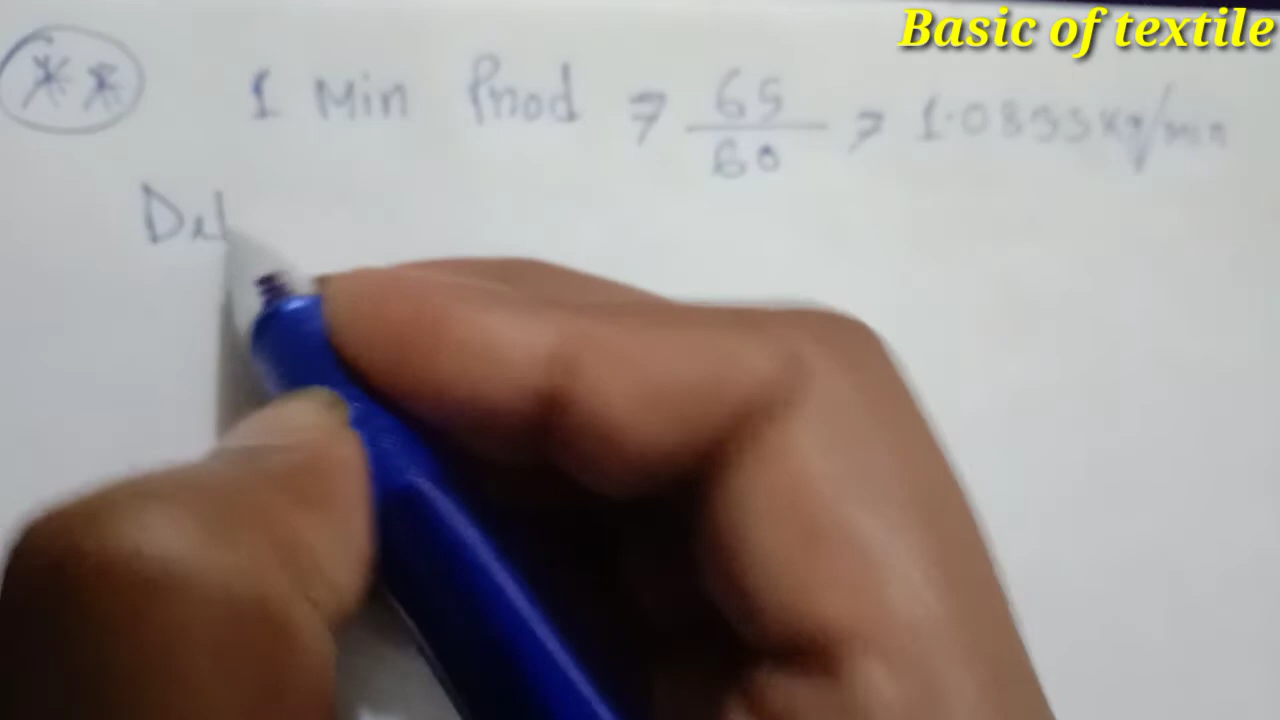 Basic of textile
** 1 Min Prod ⇒ 65/60 ⇒ 1.0833 kg/min
Del